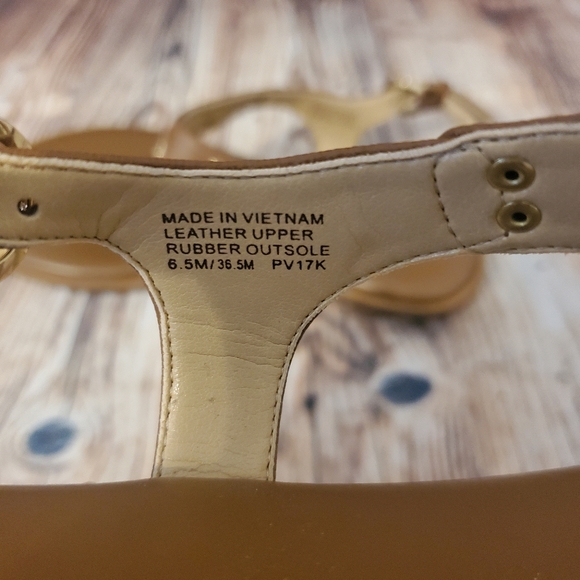 MADE IN VIETNAM
LEATHER UPPER
RUBBER OUTSOLE
6.5M/36.5M PV17K